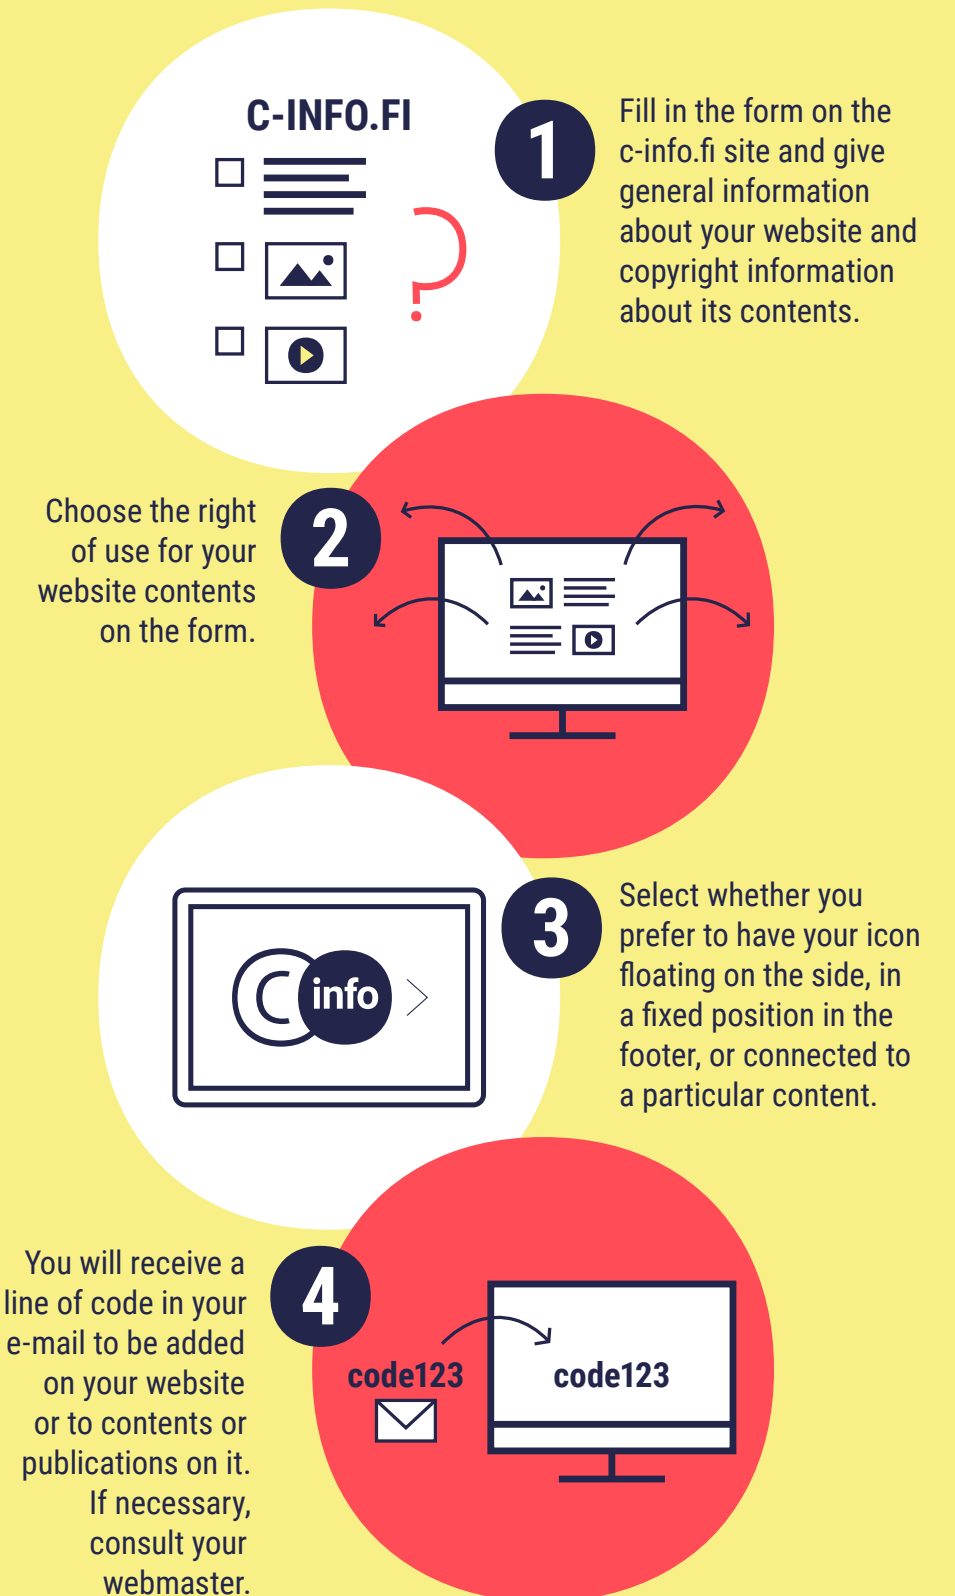 C-INFO.FI
1
Fill in the form on the
c-info.fi site and give
general information
about your website and
copyright information
about its contents.
Choose the right
of use for your
website contents
on the form.
2
C info
3
Select whether you
prefer to have your icon
floating on the side, in
a fixed position in the
footer, or connected to
a particular content.
You will receive a
line of code in your
e-mail to be added
on your website
or to contents or
publications on it.
If necessary,
consult your
webmaster.
4
code123
code123